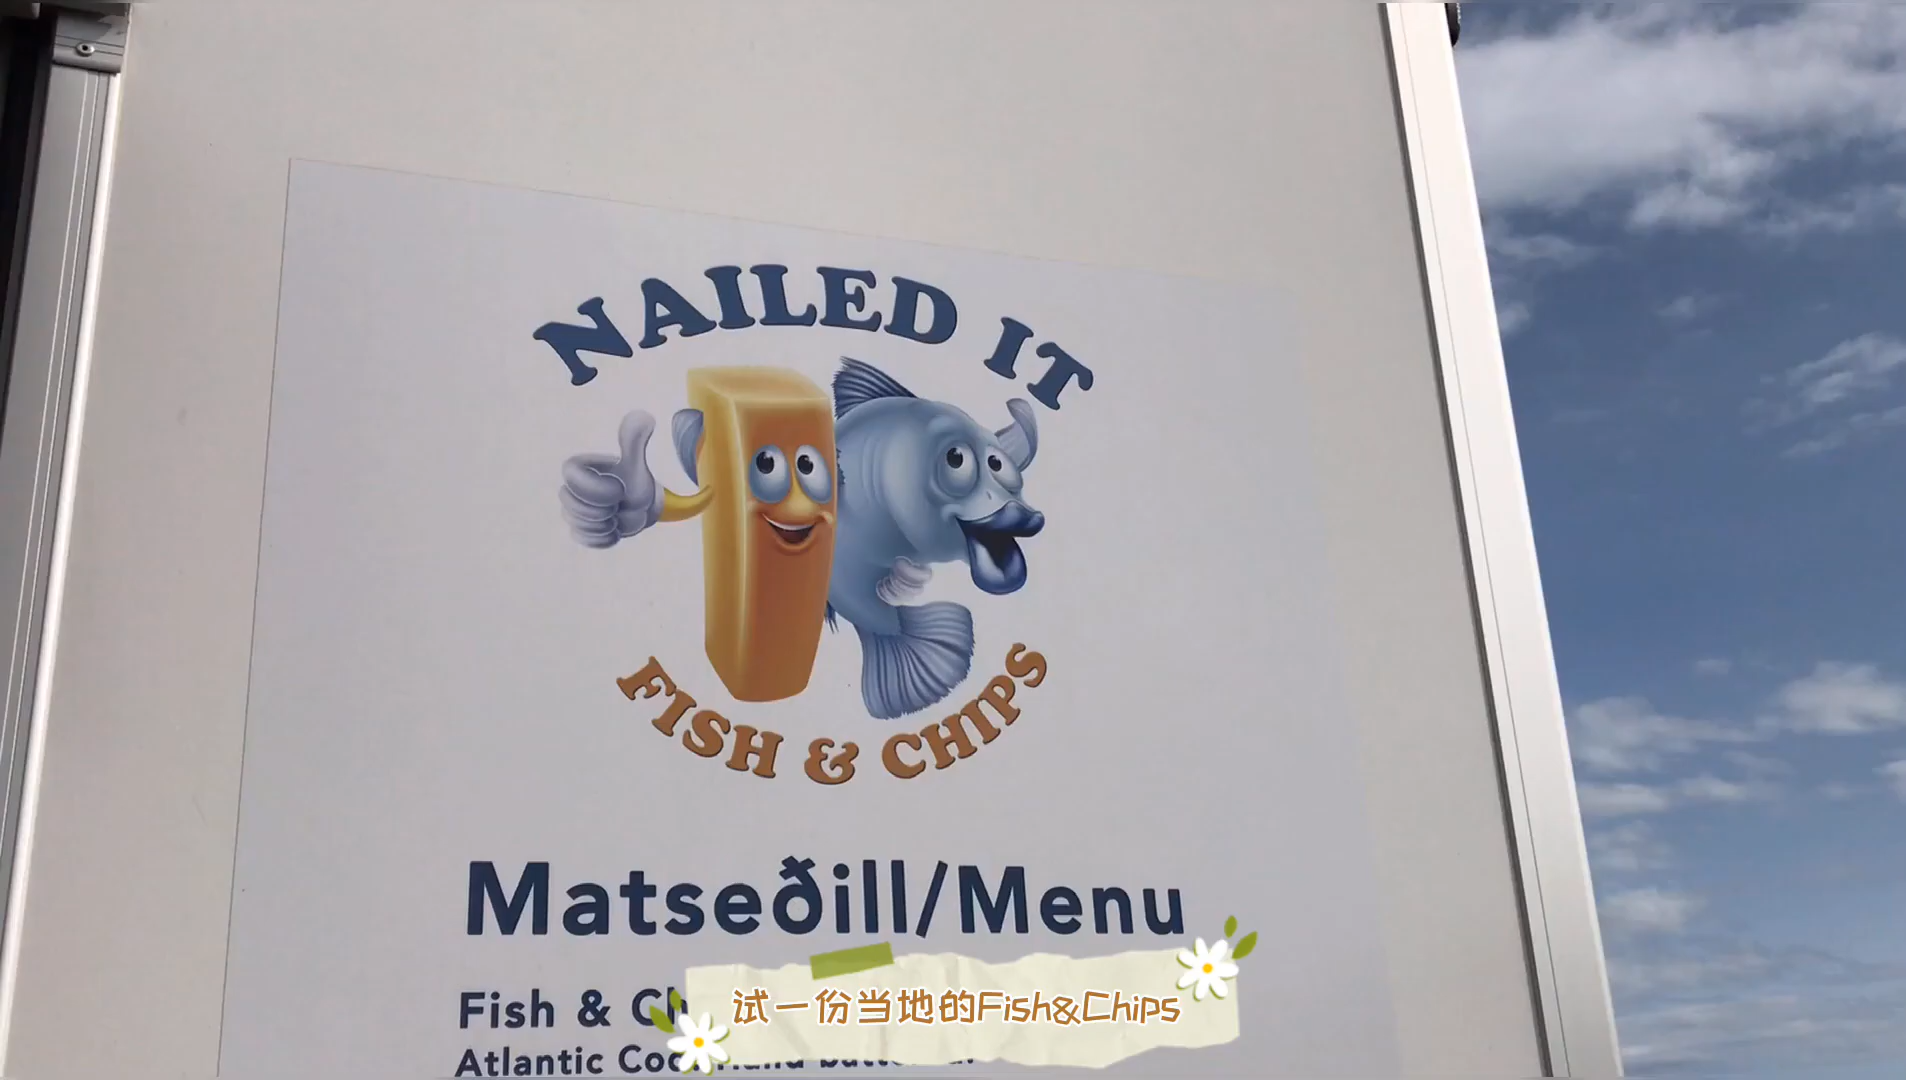 NAILED IT
FISH & CHIPS
Matseðill/Menu
Fish & Ch
Atlantic Cod
试一份当地的Fish&Chips